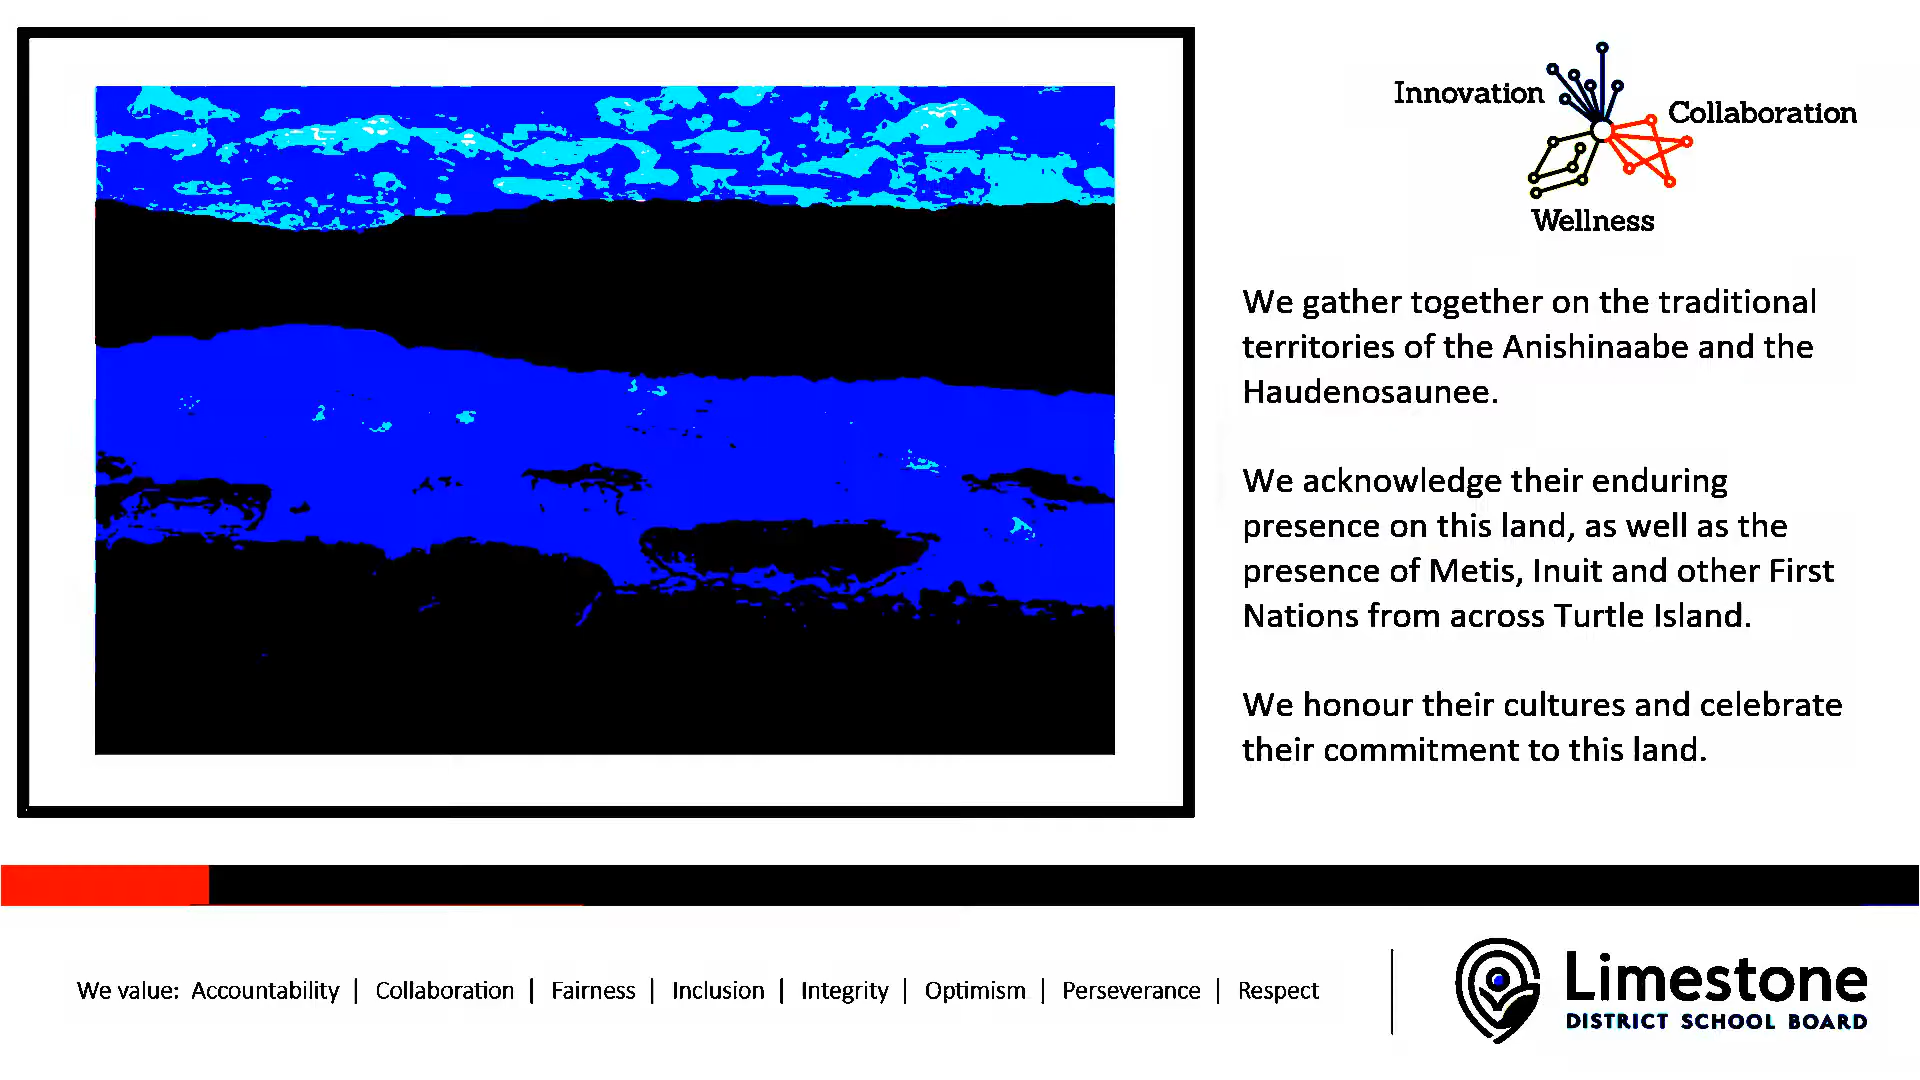 Innovation
Collaboration
Wellness
We gather together on the traditional
territories of the Anishinaabe and the
Haudenosaunee.
We acknowledge their enduring
presence on this land, as well as the
presence of Metis, Inuit and other First
Nations from across Turtle Island.
We honour their cultures and celebrate
their commitment to this land.
We value: Accountability | Collaboration | Fairness | Inclusion | Integrity | Optimism | Perseverance | Respect
Limestone
DISTRICT SCHOOL BOARD